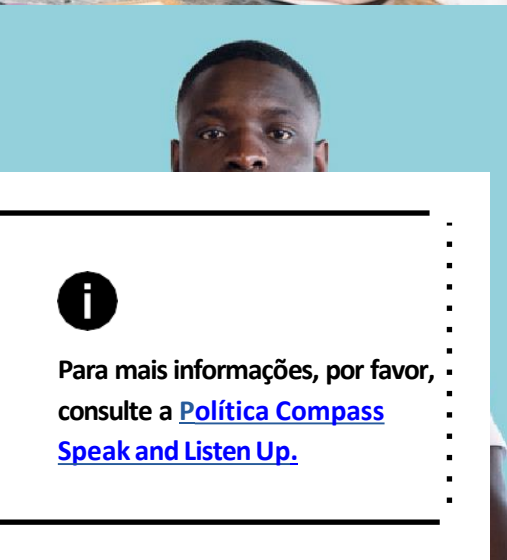 Para mais informações, por favor,
consulte a Política Compass
Speak and Listen Up.